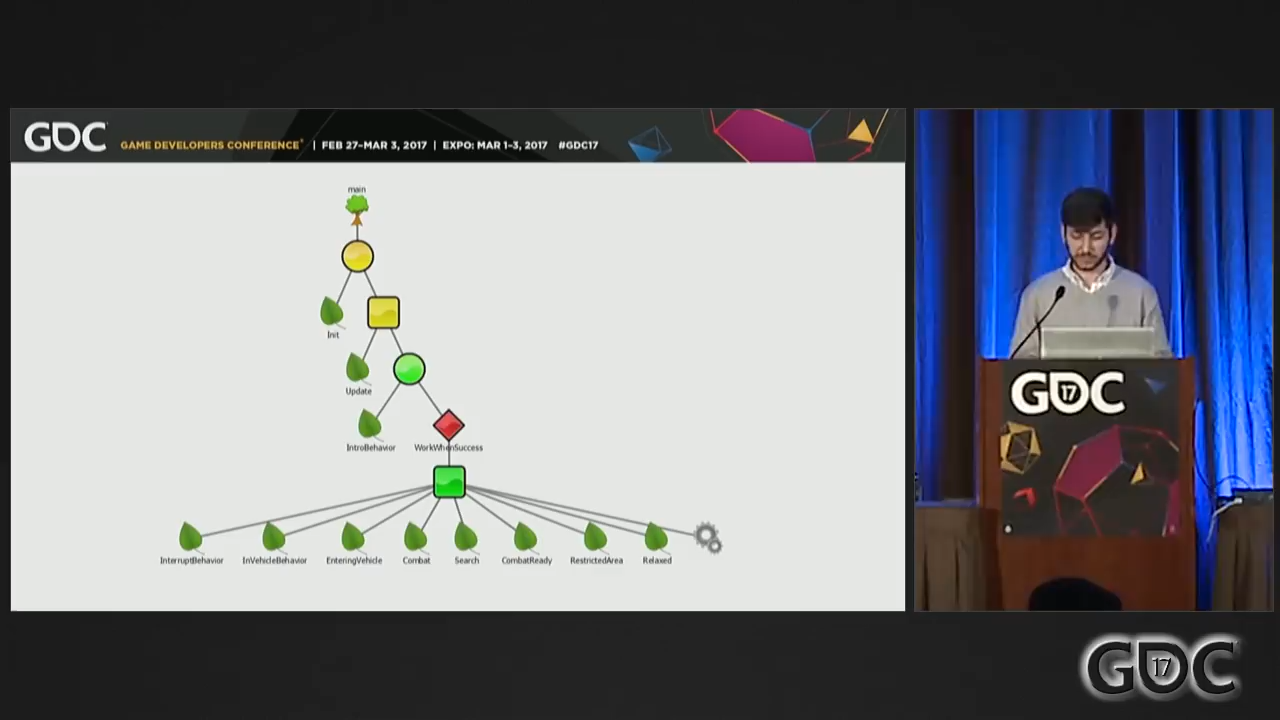 GDC
GAME DEVELOPERS CONFERENCE® | FEB 27–MAR 3, 2017 | EXPO: MAR 1–3, 2017 #GDC17
main
Init
Update
IntroBehavior
WorkWhenSuccess
InterruptBehavior
InVehicleBehavior
EnteringVehicle
Combat
Search
CombatReady
RestrictedArea
Relaxed
GDC
17
GDC
17